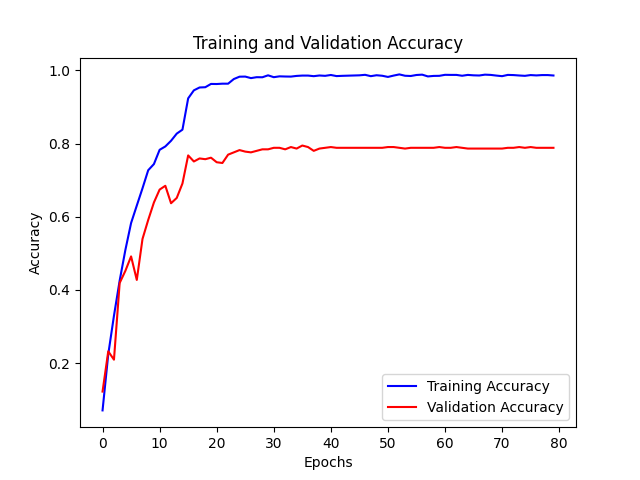 Training and Validation Accuracy
1.0
0.8
0.6
0.4
0.2
Accuracy
0 10 20 30 40 50 60 70 80
Epochs
Training Accuracy
Validation Accuracy